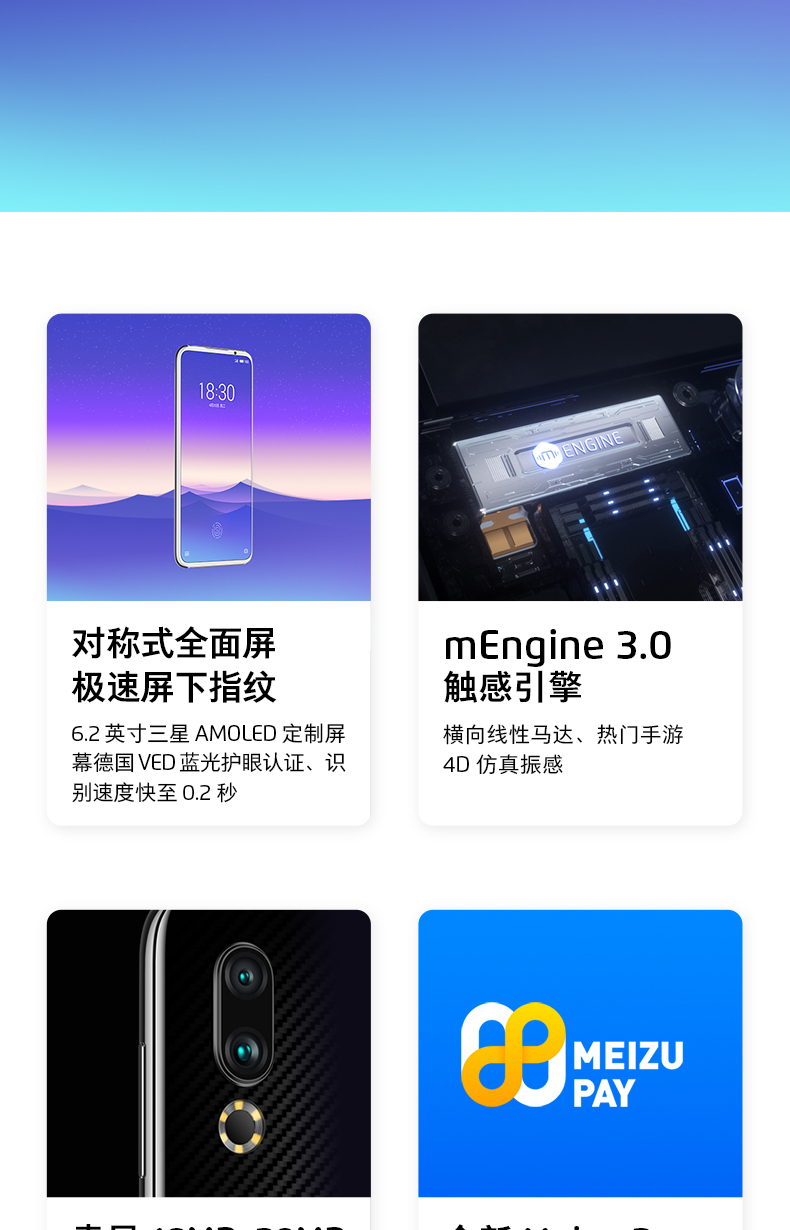 18:30
对称式全面屏
极速屏下指纹
6.2 英寸三星 AMOLED 定制屏
幕德国 VED 蓝光护眼认证、识
别速度快至 0.2 秒
m ENGINE
mEngine 3.0
触感引擎
横向线性马达、热门手游
4D 仿真振感
MEIZU
PAY